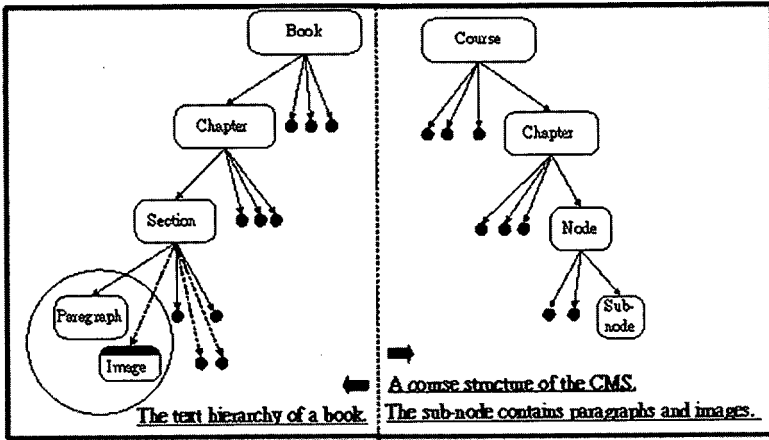 Book
Chapter
Section
Paragraph
Image
The text hierarchy of a book.
Course
Chapter
Node
Sub-
node
A course structure of the CMS.
The sub-node contains paragraphs and images.